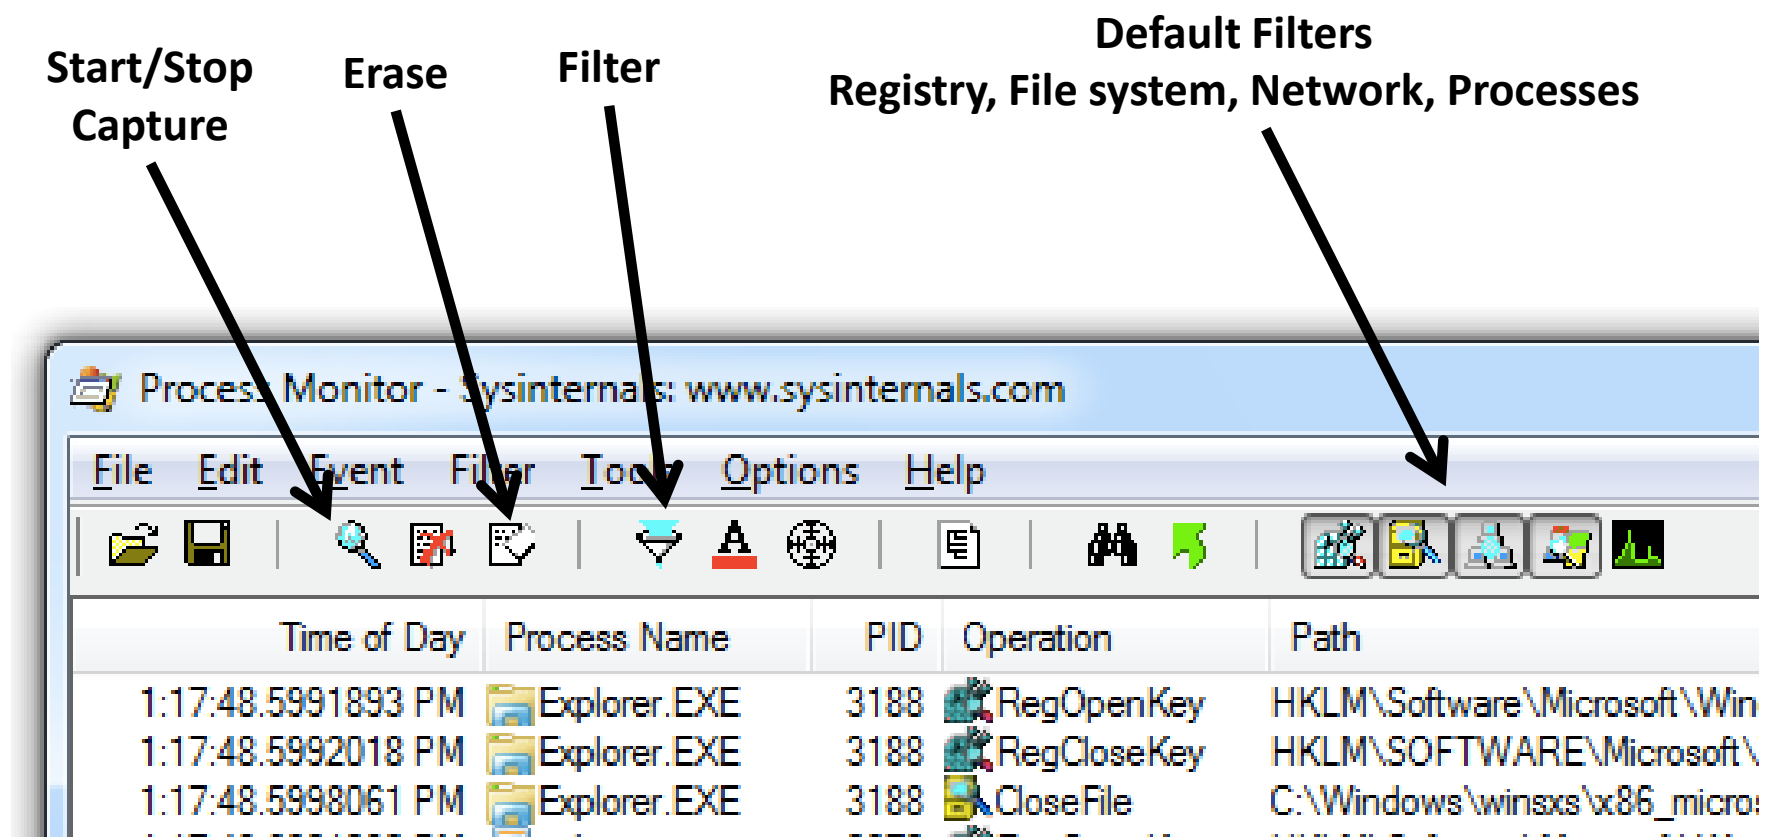 Default Filters
Start/Stop
Capture
Erase
Filter
Registry, File system, Network, Processes
Process Monitor - Sysinternals: www.sysinternals.com
File Edit Event Filter Tools Options Help
Time of Day Process Name PID Operation Path
1:17:48.5991893 PM Explorer.EXE 3188 RegOpenKey HKLM\Software\Microsoft\Win
1:17:48.5992018 PM Explorer.EXE 3188 RegCloseKey HKLM\SOFTWARE\Microsoft\
1:17:48.5998061 PM Explorer.EXE 3188 CloseFile C:\Windows\winsxs\x86_micros